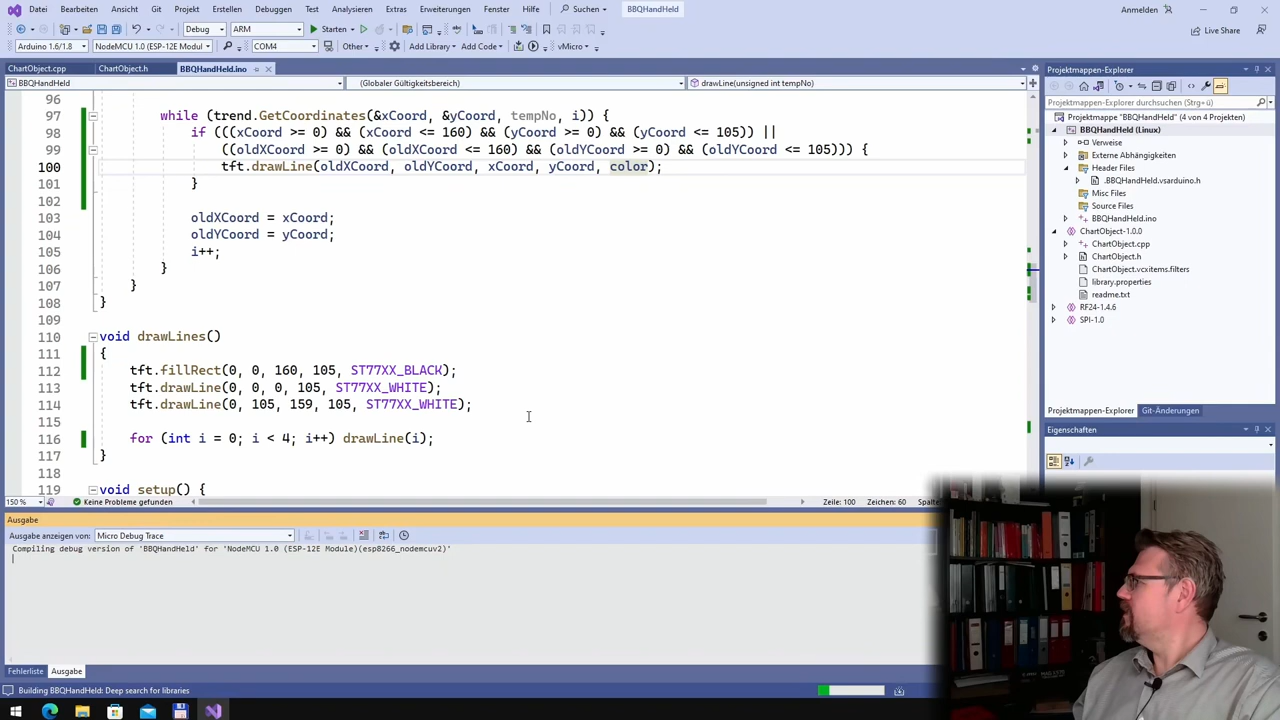 Datei Bearbeiten Ansicht Git Projekt Erstellen Debuggen Test Analysieren Extras Erweiterungen Fenster Hilfe Suchen BBQHandHeld Anmelden
Debug ARM Starten Live Share
Arduino 1.6/1.8 NodeMCU 1.0 (ESP-12E Modul) COM4 Other Add Library Add Code vMicro
ChartObject.cpp ChartObject.h BBQHandHeld.ino
BBQHandHeld (Globaler Gültigkeitsbereich) drawLine(unsigned int tempNo)
96
97 while (trend.GetCoordinates(&xCoord, &yCoord, tempNo, i)) {
98 if (((xCoord >= 0) && (xCoord <= 160) && (yCoord >= 0) && (yCoord <= 105)) ||
99 ((oldXCoord >= 0) && (oldXCoord <= 160) && (oldYCoord >= 0) && (oldYCoord <= 105))) {
100 tft.drawLine(oldXCoord, oldYCoord, xCoord, yCoord, color);
101 }
102
103 oldXCoord = xCoord;
104 oldYCoord = yCoord;
105 i++;
106 }
107 }
108 }
109
110 void drawLines()
111 {
112 tft.fillRect(0, 0, 160, 105, ST77XX_BLACK);
113 tft.drawLine(0, 0, 0, 105, ST77XX_WHITE);
114 tft.drawLine(0, 105, 159, 105, ST77XX_WHITE);
115
116 for (int i = 0; i < 4; i++) drawLine(i);
117 }
118
119 void setup() {
150 % Keine Probleme gefunden Zeile: 100 Zeichen: 60 Spalte
Ausgabe
Ausgabe anzeigen von: Micro Debug Trace
Compiling debug version of 'BBQHandHeld' for 'NodeMCU 1.0 (ESP-12E Module)(esp8266_nodemcuv2)'
Fehlerliste Ausgabe
Building BBQHandHeld: Deep search for libraries
Projektmappen-Explorer
Projektmappen-Explorer durchsuchen (Strg+ü)
Projektmappe "BBQHandHeld" (4 von 4 Projekten)
BBQHandHeld (Linux)
Verweise
Externe Abhängigkeiten
Header Files
.BBQHandHeld.vsarduino.h
Misc Files
Source Files
BBQHandHeld.ino
ChartObject-1.0.0
ChartObject.cpp
ChartObject.h
ChartObject.vcxitems.filters
library.properties
readme.txt
RF24-1.4.6
SPI-1.0
Projektmappen-Explorer Git-Änderungen
Eigenschaften